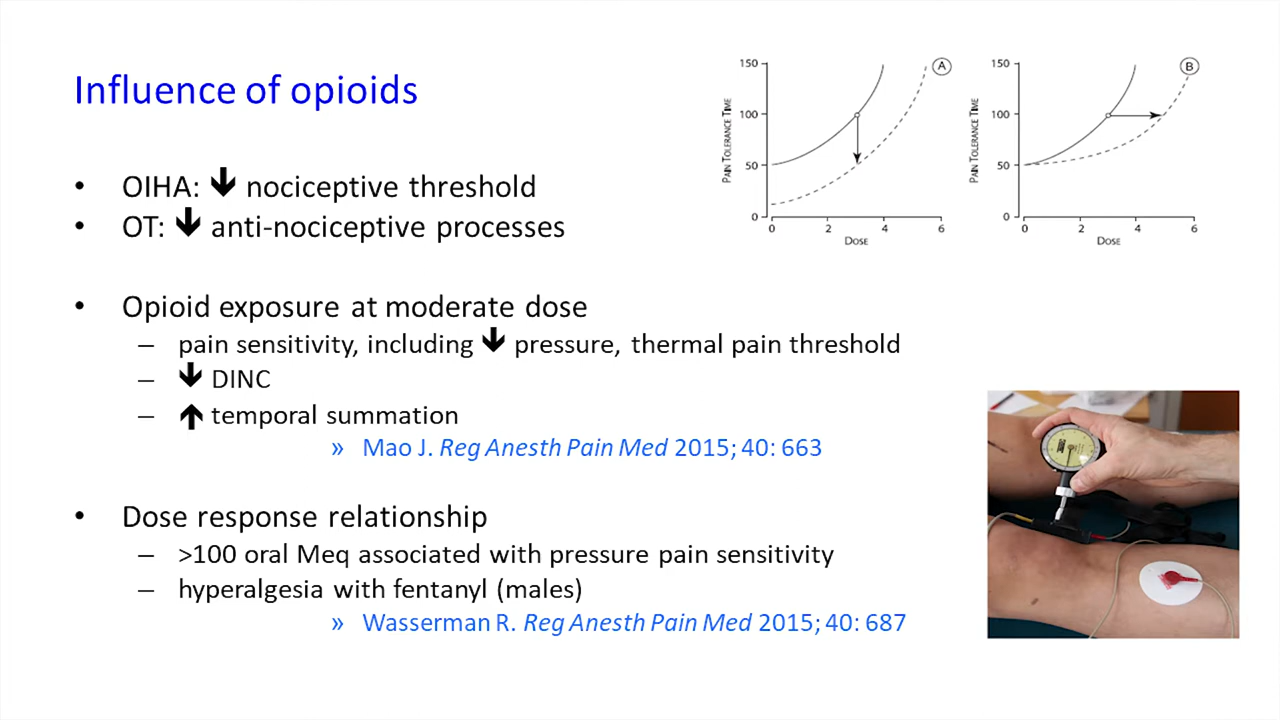 Influence of opioids
• OIHA: ↓ nociceptive threshold
• OT: ↓ anti-nociceptive processes
• Opioid exposure at moderate dose
– pain sensitivity, including ↓ pressure, thermal pain threshold
– ↓ DINC
– ↑ temporal summation
» Mao J. Reg Anesth Pain Med 2015; 40: 663
• Dose response relationship
– >100 oral Meq associated with pressure pain sensitivity
– hyperalgesia with fentanyl (males)
» Wasserman R. Reg Anesth Pain Med 2015; 40: 687
A
PAIN TOLERANCE TIME
150
100
50
0
0 2 4 6
DOSE
B
PAIN TOLERANCE TIME
150
100
50
0
0 2 4 6
DOSE